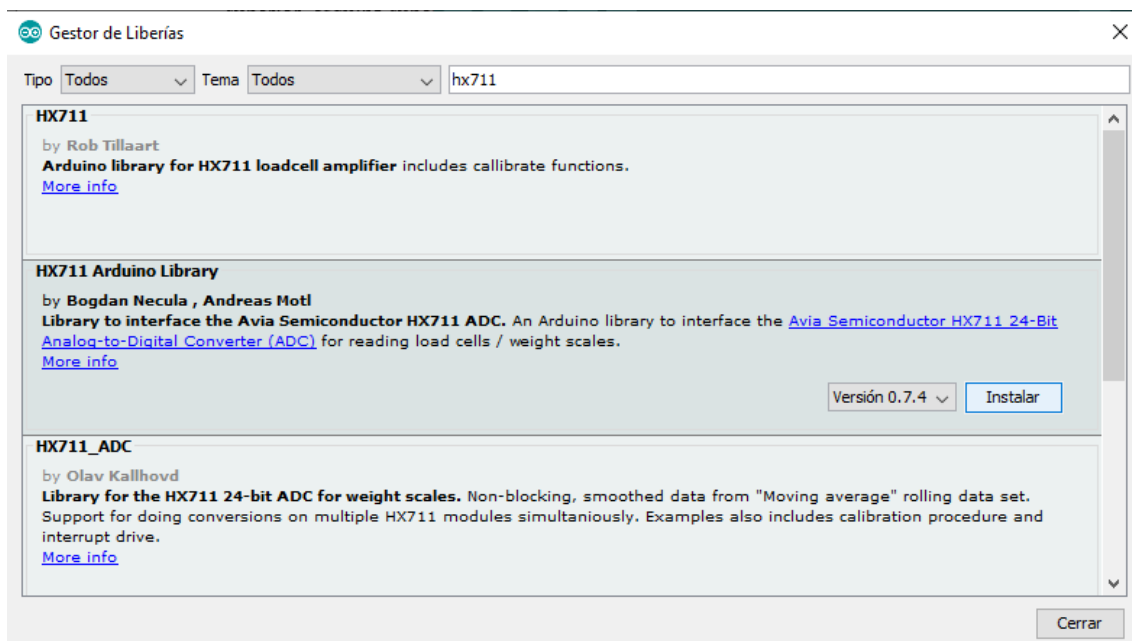 Gestor de Liberías
Tipo Todos Tema Todos hx711
HX711
by Rob Tillaart
Arduino library for HX711 loadcell amplifier includes callibrate functions.
More info
HX711 Arduino Library
by Bogdan Necula , Andreas Motl
Library to interface the Avia Semiconductor HX711 ADC. An Arduino library to interface the Avia Semiconductor HX711 24-Bit
Analog-to-Digital Converter (ADC) for reading load cells / weight scales.
More info
Versión 0.7.4 Instalar
HX711_ADC
by Olav Kallhovd
Library for the HX711 24-bit ADC for weight scales. Non-blocking, smoothed data from "Moving average" rolling data set.
Support for doing conversions on multiple HX711 modules simultaniously. Examples also includes calibration procedure and
interrupt drive.
More info
Cerrar